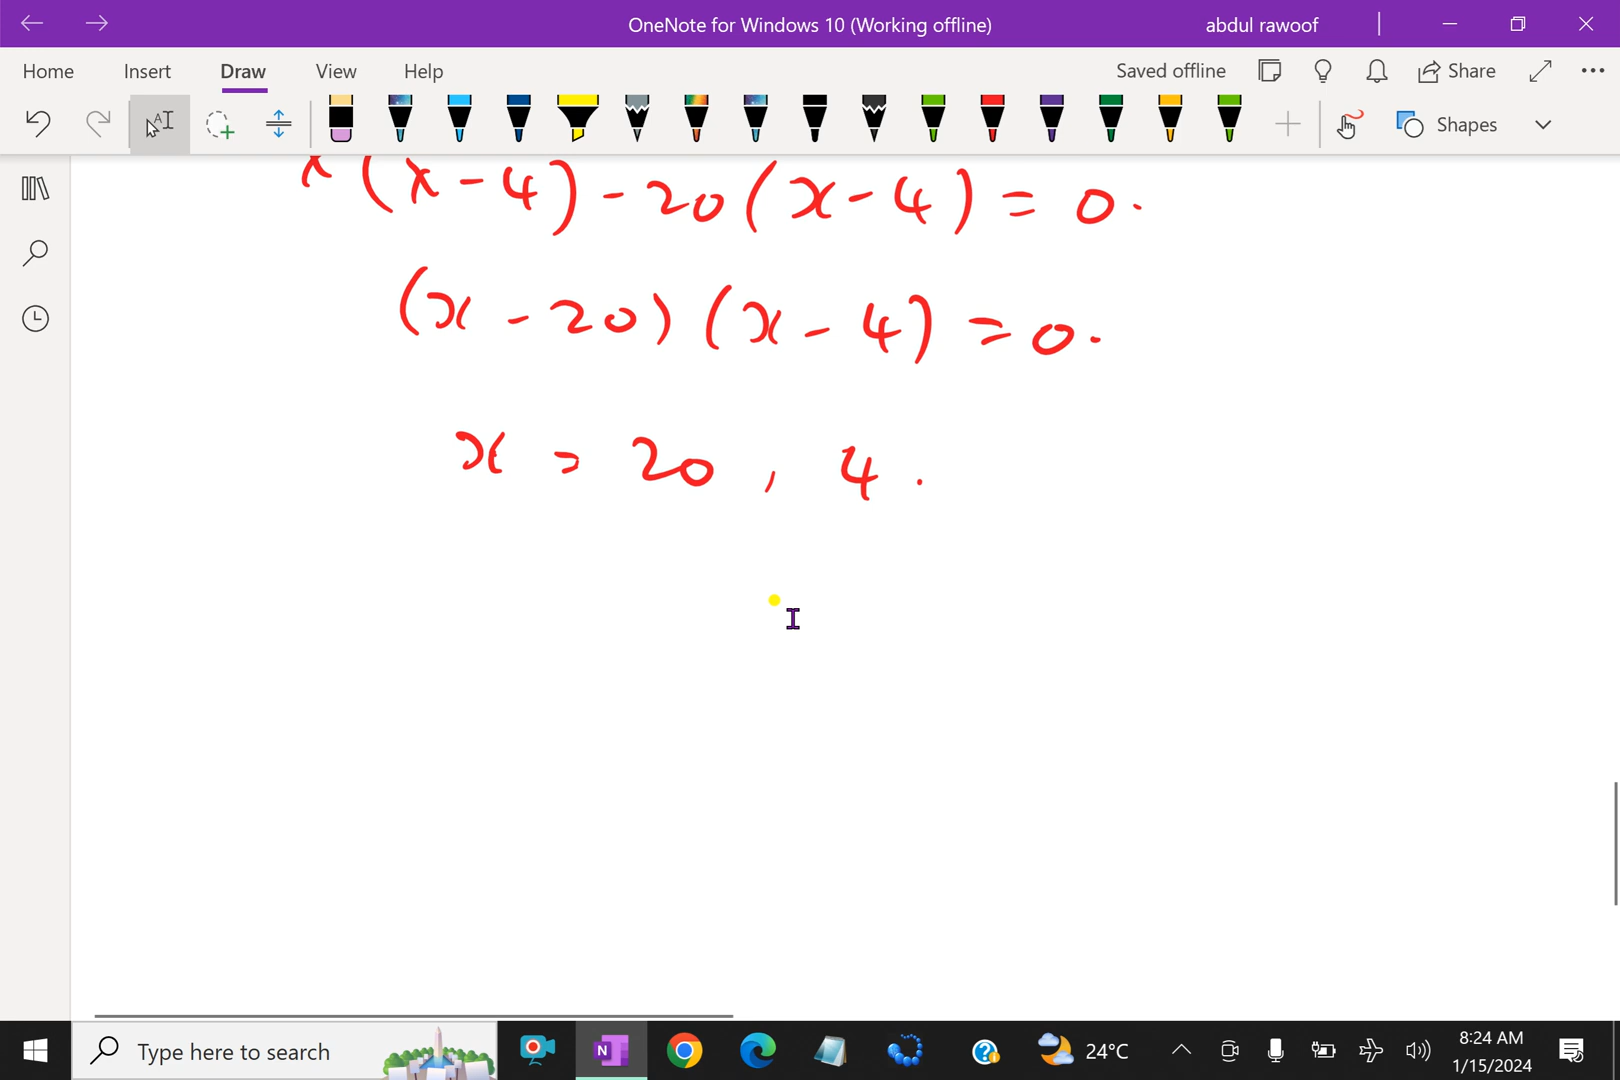 OneNote for Windows 10 (Working offline) abdul rawoof
Home Insert Draw View Help Saved offline Share
Shapes
x(x-4)-20(x-4)=0.
(x-20)(x-4)=0.
x = 20, 4.
Type here to search 24°C 8:24 AM
1/15/2024